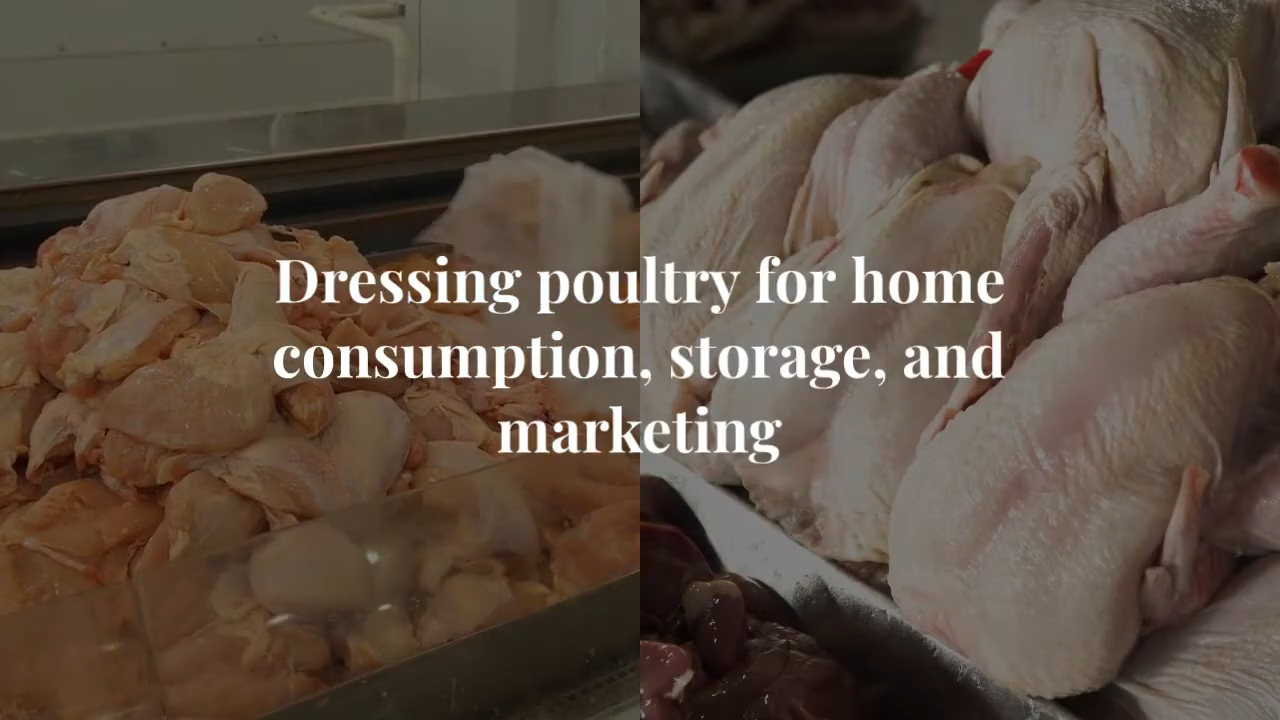 Dressing poultry for home
consumption, storage, and
marketing